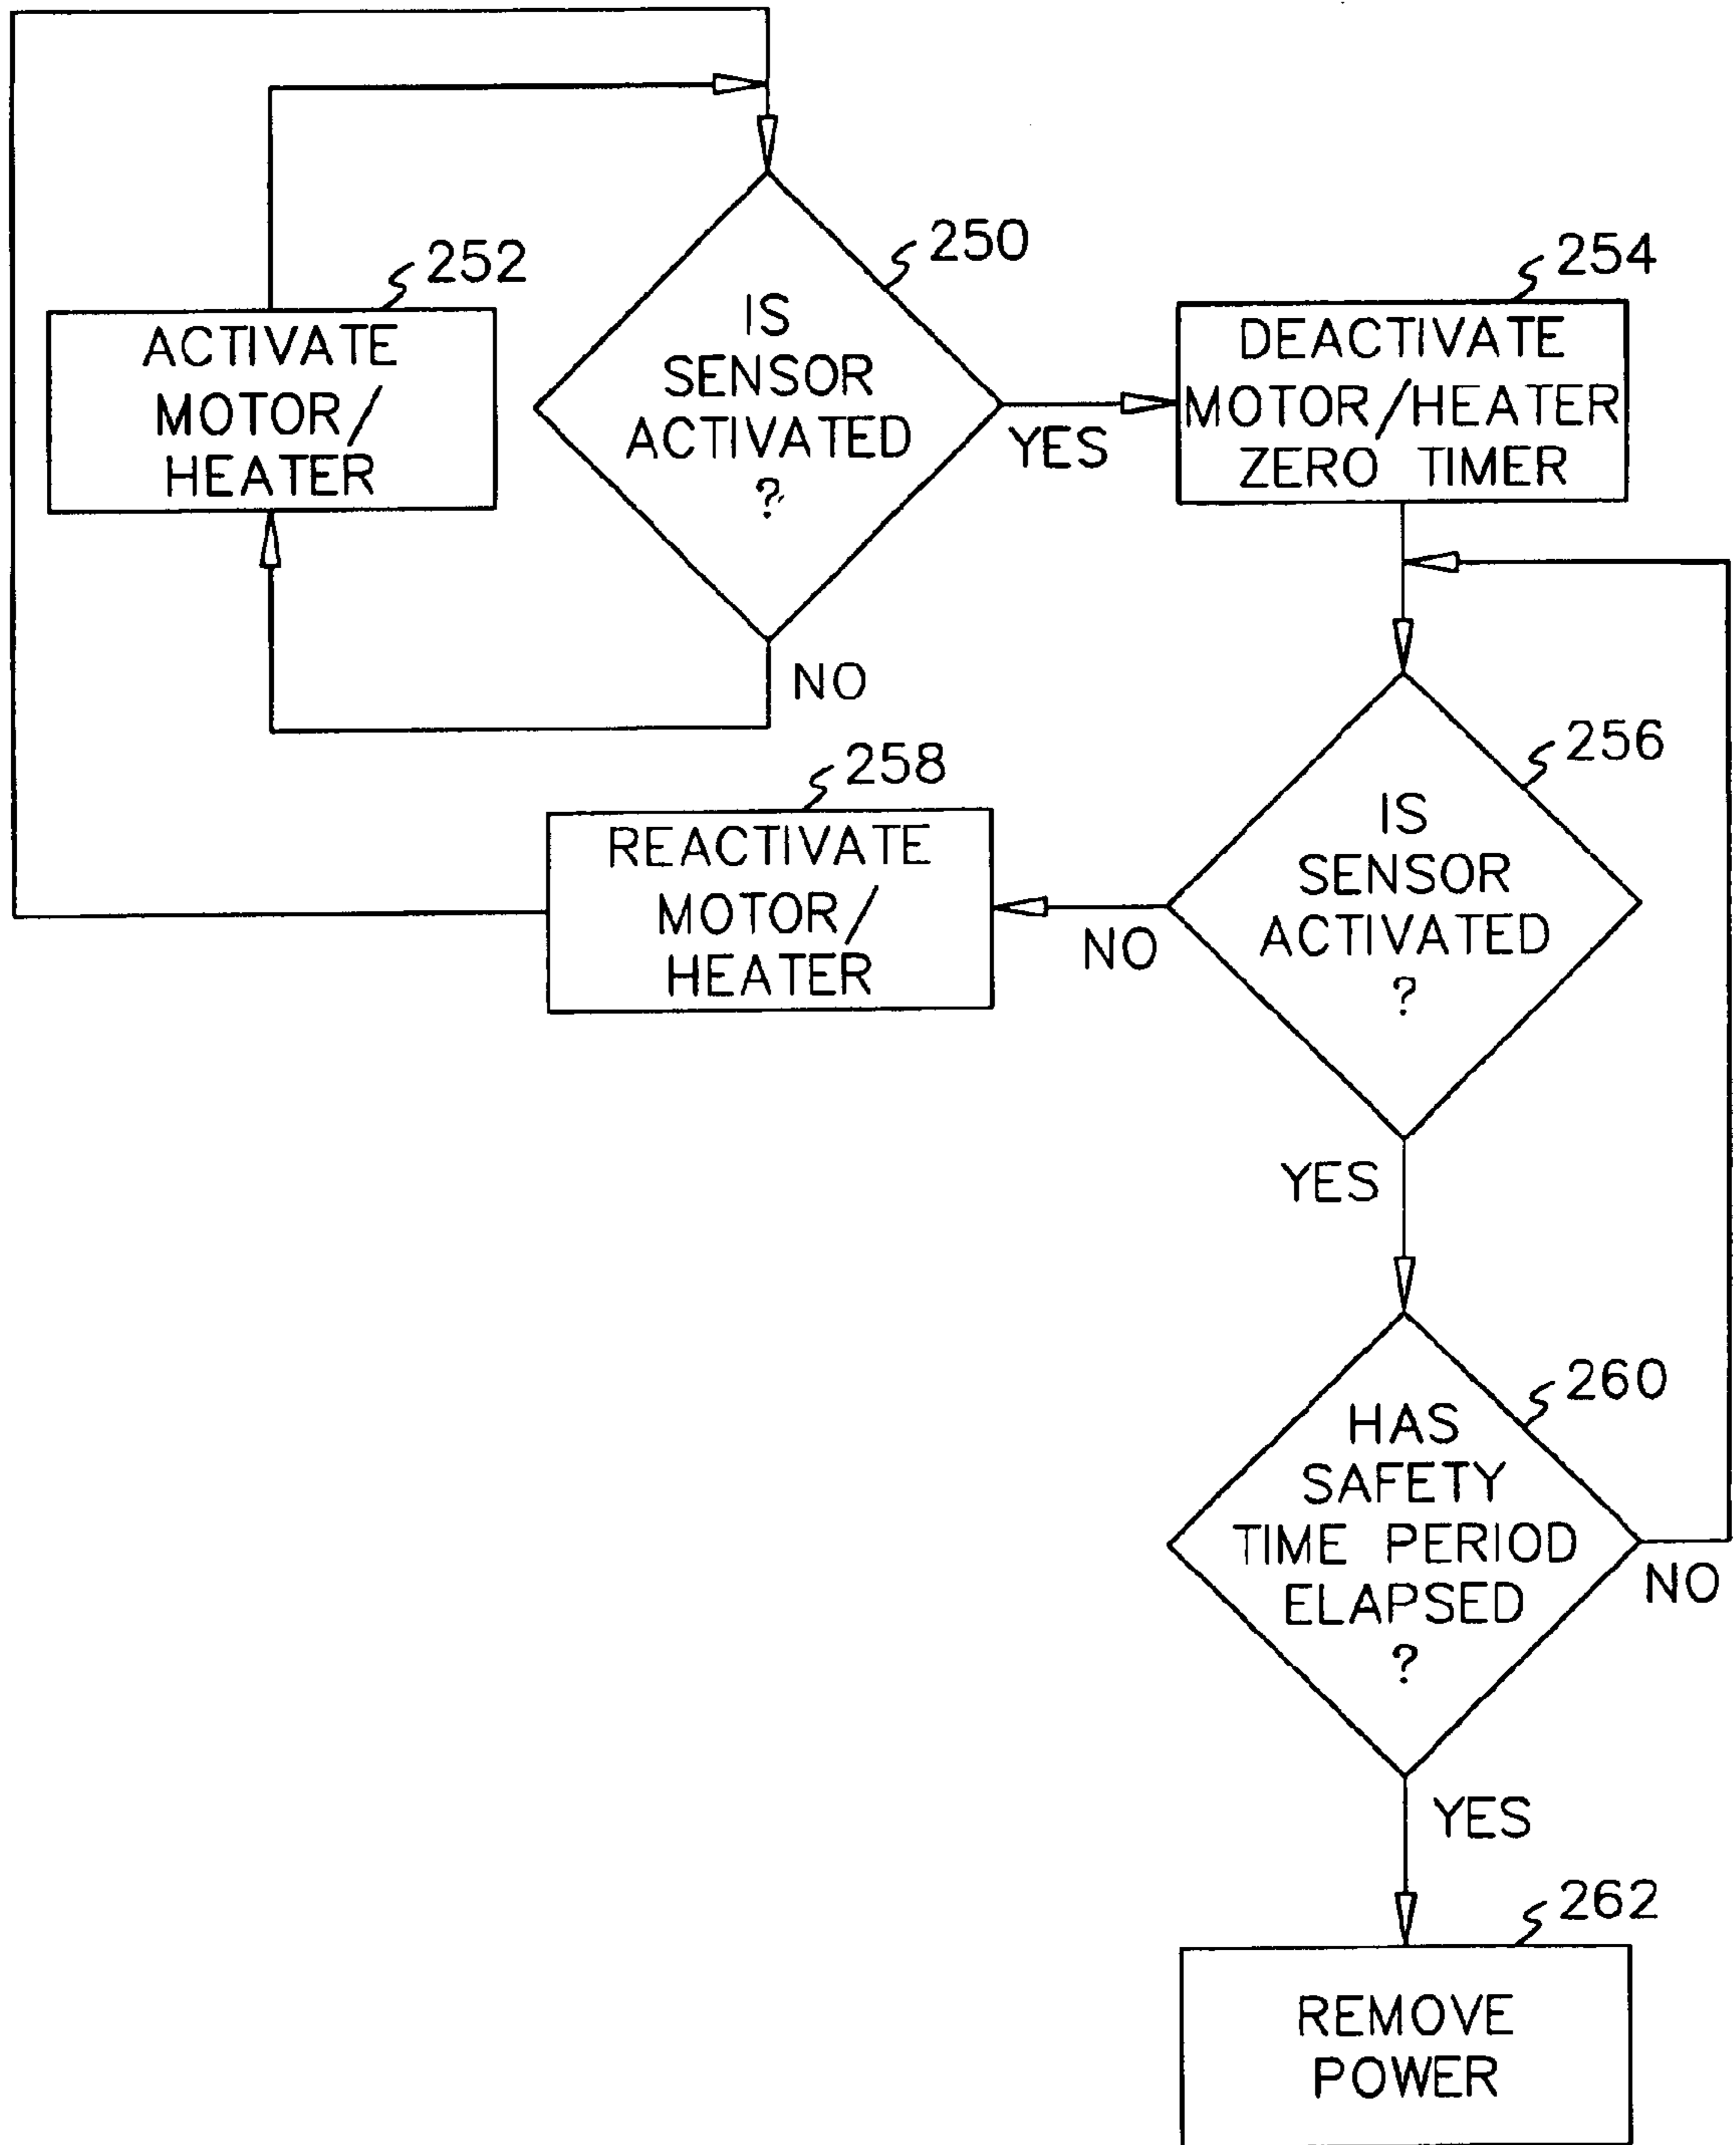 250
IS
SENSOR
ACTIVATED
?
YES
NO
252
ACTIVATE
MOTOR/
HEATER
254
DEACTIVATE
MOTOR/HEATER
ZERO TIMER
256
IS
SENSOR
ACTIVATED
?
NO
YES
258
REACTIVATE
MOTOR/
HEATER
260
HAS
SAFETY
TIME PERIOD
ELAPSED
?
NO
YES
262
REMOVE
POWER